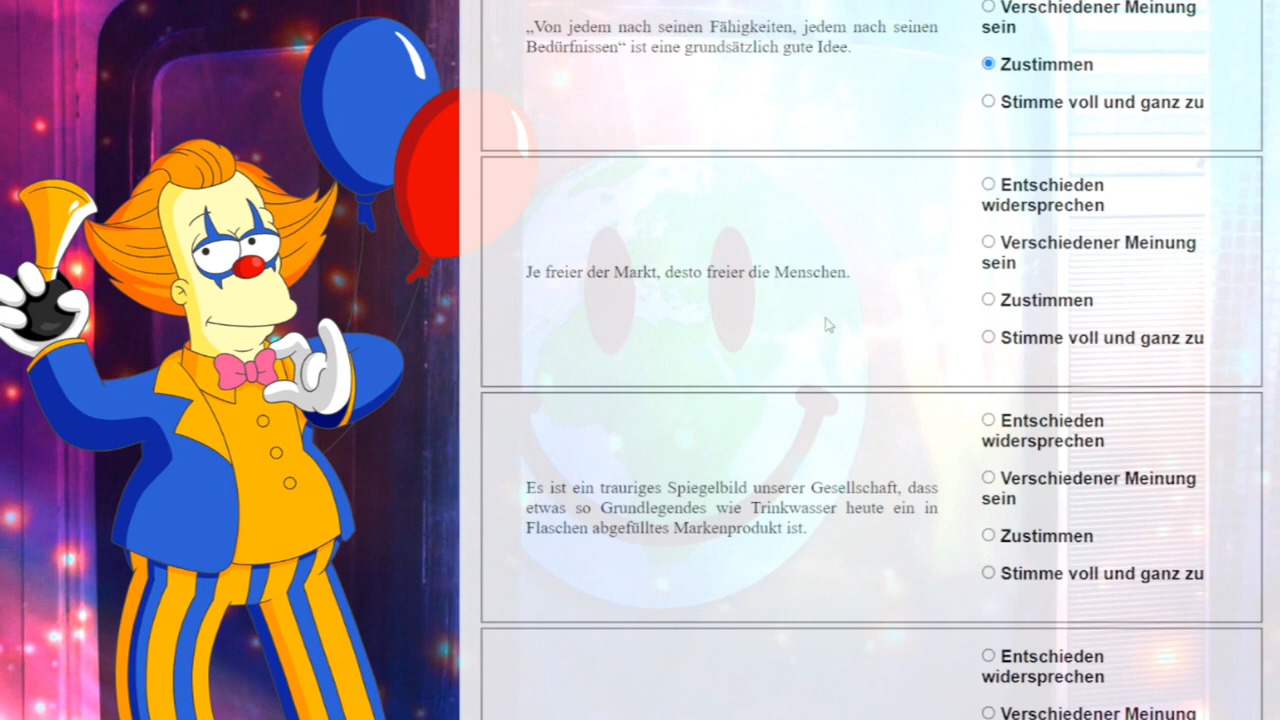 Verschiedener Meinung
sein
„Von jedem nach seinen Fähigkeiten, jedem nach seinen
Bedürfnissen“ ist eine grundsätzlich gute Idee.
Zustimmen
Stimme voll und ganz zu
Entschieden
widersprechen
Verschiedener Meinung
sein
Je freier der Markt, desto freier die Menschen.
Zustimmen
Stimme voll und ganz zu
Entschieden
widersprechen
Verschiedener Meinung
sein
Es ist ein trauriges Spiegelbild unserer Gesellschaft, dass
etwas so Grundlegendes wie Trinkwasser heute ein in
Flaschen abgefülltes Markenprodukt ist.
Zustimmen
Stimme voll und ganz zu
Entschieden
widersprechen
Verschiedener Meinung